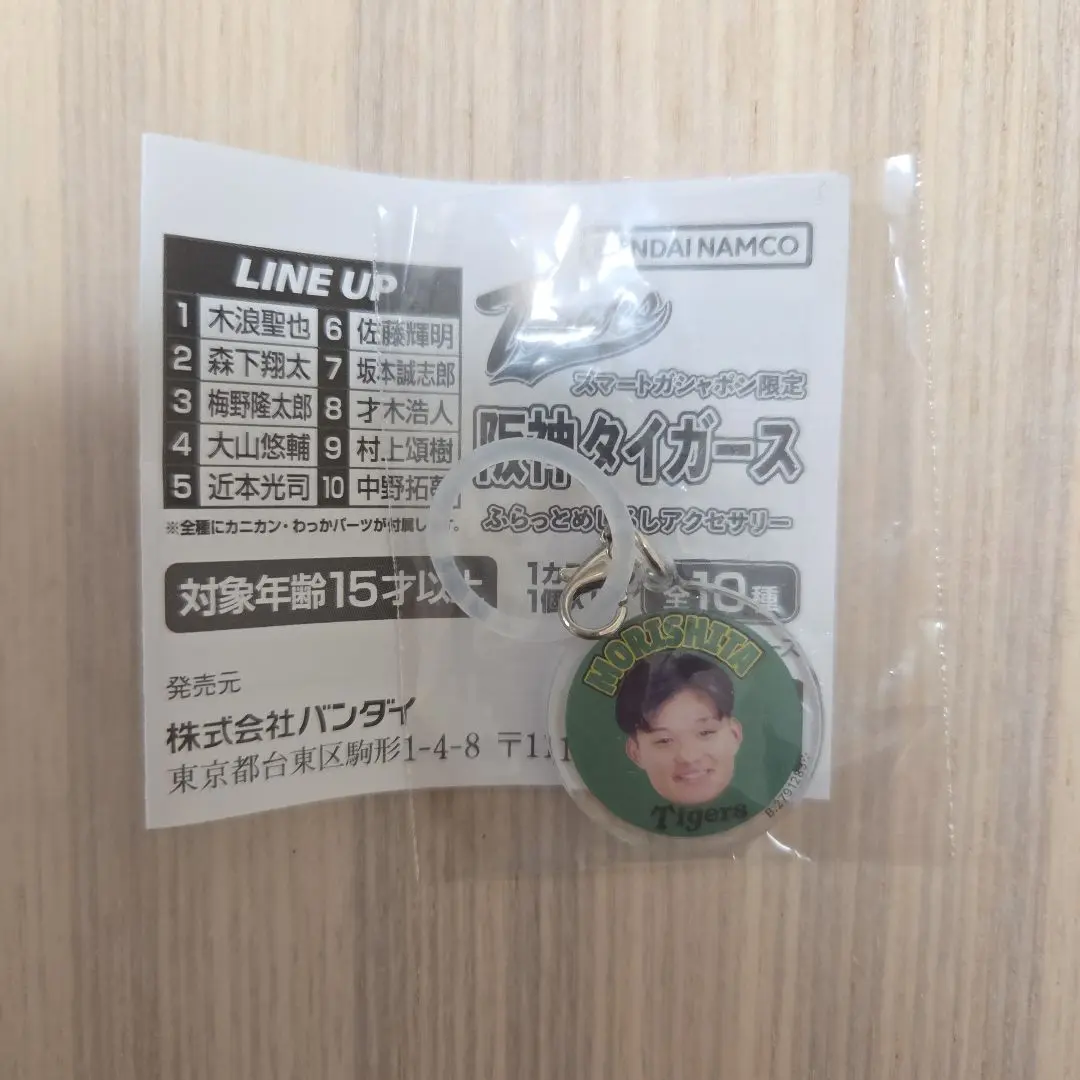 LINE UP
1 木浪聖也 6 佐藤輝明
2 森下翔太 7 坂本誠志郎
3 梅野隆太郎 8 才木浩人
4 大山悠輔 9 村上頌樹
5 近本光司 10 中野拓
※全種にカニカン・わっかパーツが付属し
対象年齢15才以上
発売元
株式会社バンダイ
東京都台東区駒形1-4-8 〒11
NDAI NAMCO
スマートガシャポン限定
阪神タイガース
ふらっとめじるしアクセサリー
全10種
MORISHITA
Tigers